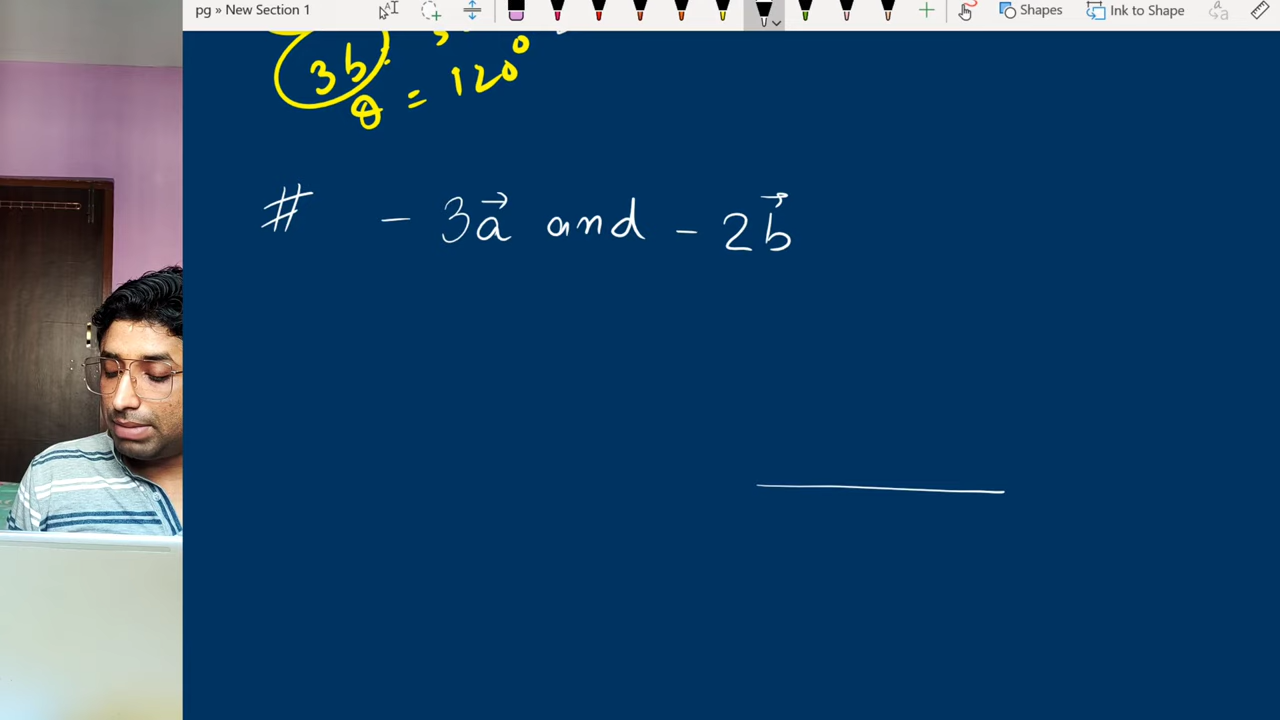 pg » New Section 1
Shapes
Ink to Shape
3b
θ = 120°
# - 3a⃗ and - 2b⃗